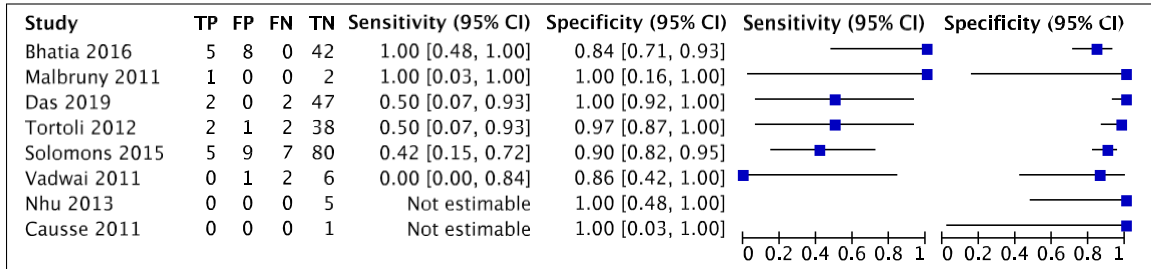 Study TP FP FN TN Sensitivity (95% CI) Specificity (95% CI) Sensitivity (95% CI) Specificity (95% CI)
Bhatia 2016 5 8 0 42 1.00 [0.48, 1.00] 0.84 [0.71, 0.93]
Malbruny 2011 1 0 0 2 1.00 [0.03, 1.00] 1.00 [0.16, 1.00]
Das 2019 2 0 2 47 0.50 [0.07, 0.93] 1.00 [0.92, 1.00]
Tortoli 2012 2 1 2 38 0.50 [0.07, 0.93] 0.97 [0.87, 1.00]
Solomons 2015 5 9 7 80 0.42 [0.15, 0.72] 0.90 [0.82, 0.95]
Vadwai 2011 0 1 2 6 0.00 [0.00, 0.84] 0.86 [0.42, 1.00]
Nhu 2013 0 0 0 5 Not estimable 1.00 [0.48, 1.00]
Causse 2011 0 0 0 1 Not estimable 1.00 [0.03, 1.00]
0 0.2 0.4 0.6 0.8 1 0 0.2 0.4 0.6 0.8 1